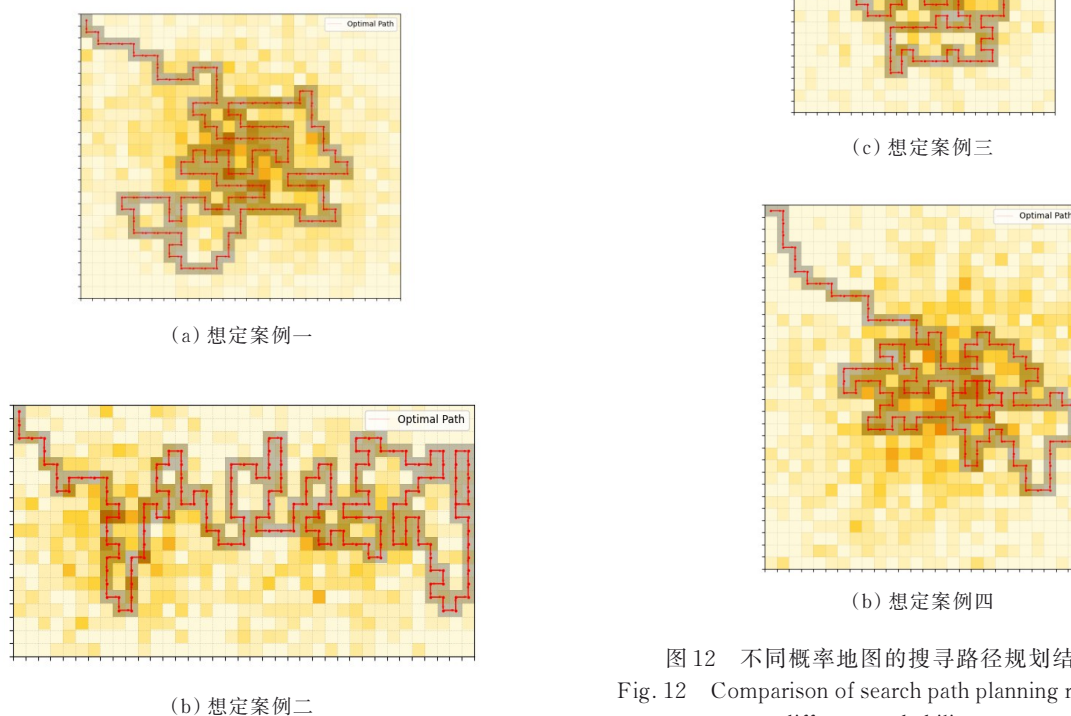 Optimal Path
(a) 想定案例一
Optimal Path
(b) 想定案例二
(c) 想定案例三
Optimal Path
(b) 想定案例四
图12 不同概率地图的搜寻路径规划结
Fig. 12 Comparison of search path planning r